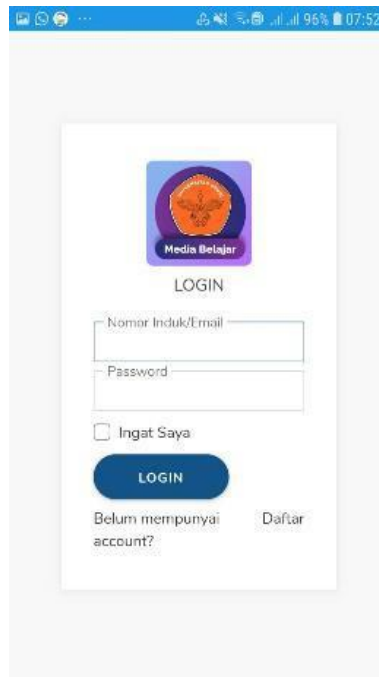 96% 07:52
Media Belajar
LOGIN
Nomor Induk/Email
Password
Ingat Saya
LOGIN
Belum mempunyai Daftar
account?